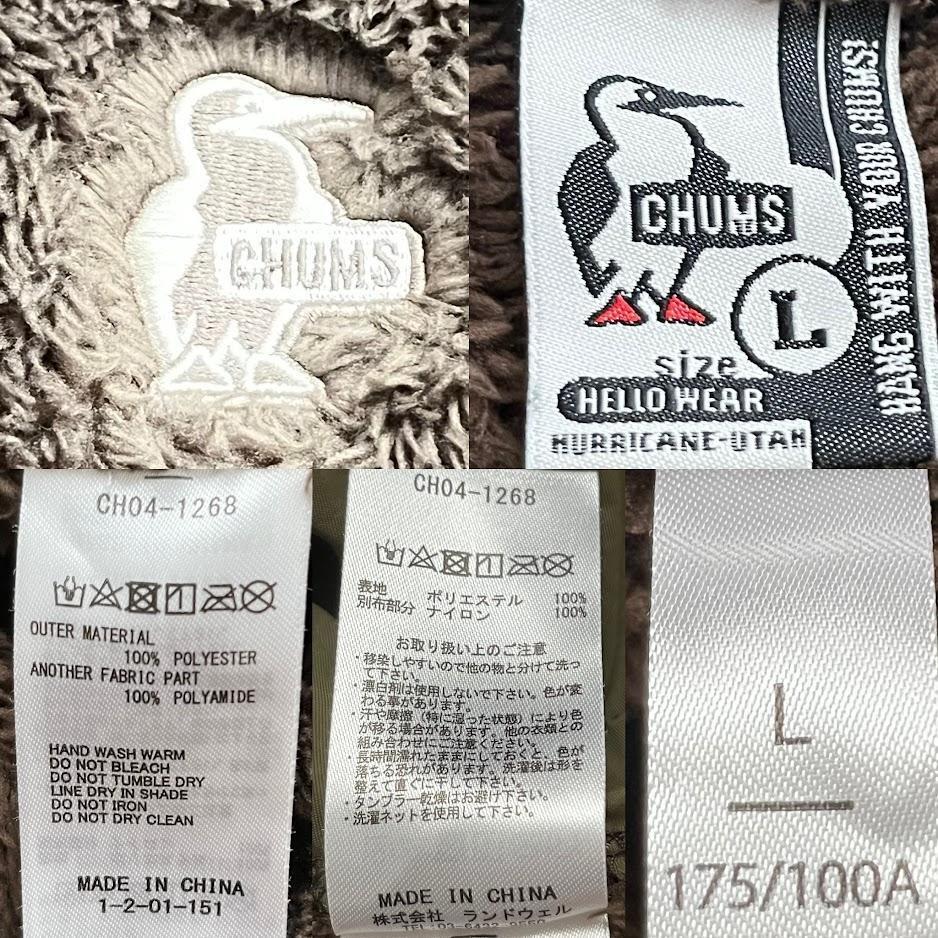 CHUMS
CHUMS
L
size
HELLO WEAR
HURRICANE-UTAH
HANG WITH YOUR CHUMS!
CH04-1268
OUTER MATERIAL
100% POLYESTER
ANOTHER FABRIC PART
100% POLYAMIDE
HAND WASH WARM
DO NOT BLEACH
DO NOT TUMBLE DRY
LINE DRY IN SHADE
DO NOT IRON
DO NOT DRY CLEAN
MADE IN CHINA
1-2-01-151
CH04-1268
表地 ポリエステル 100%
別布部分 ナイロン 100%
お取り扱い上のご注意
・移染しやすいので他の物と分けて洗っ
て下さい。
・漂白剤は使用しないで下さい。色が変
わる事があります。
・汗や摩擦（特に湿った状態）により色
が移る場合があります。他の衣類との
組み合わせにご注意ください。
・長時間濡れたままにしておくと、色が
落ちる恐れがあります。洗濯後は形を
整えて直ぐに干して下さい。
・タンブラー乾燥はお避け下さい。
・洗濯ネットを使用して下さい。
MADE IN CHINA
株式会社 ランドウェル
L
175/100A